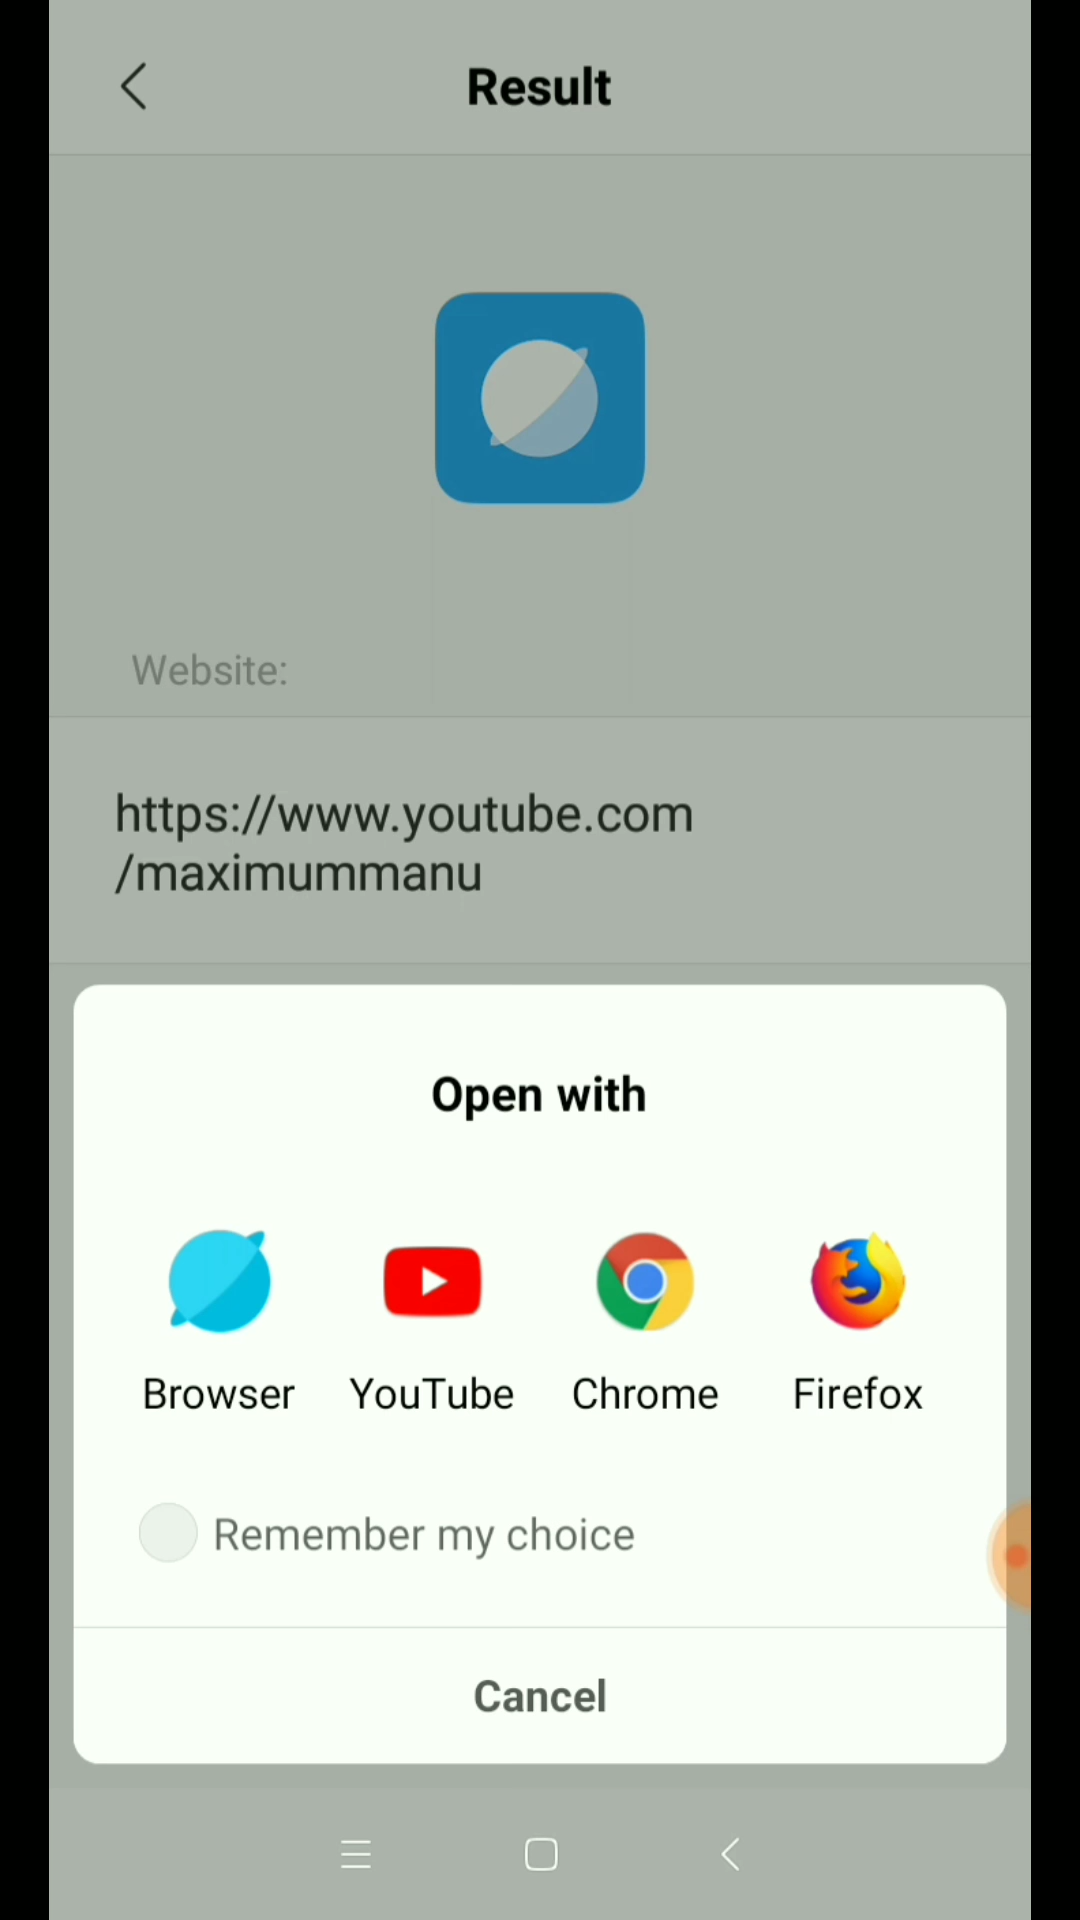 Result
Website:
https://www.youtube.com
/maximummanu
Open with
Browser YouTube Chrome Firefox
Remember my choice
Cancel